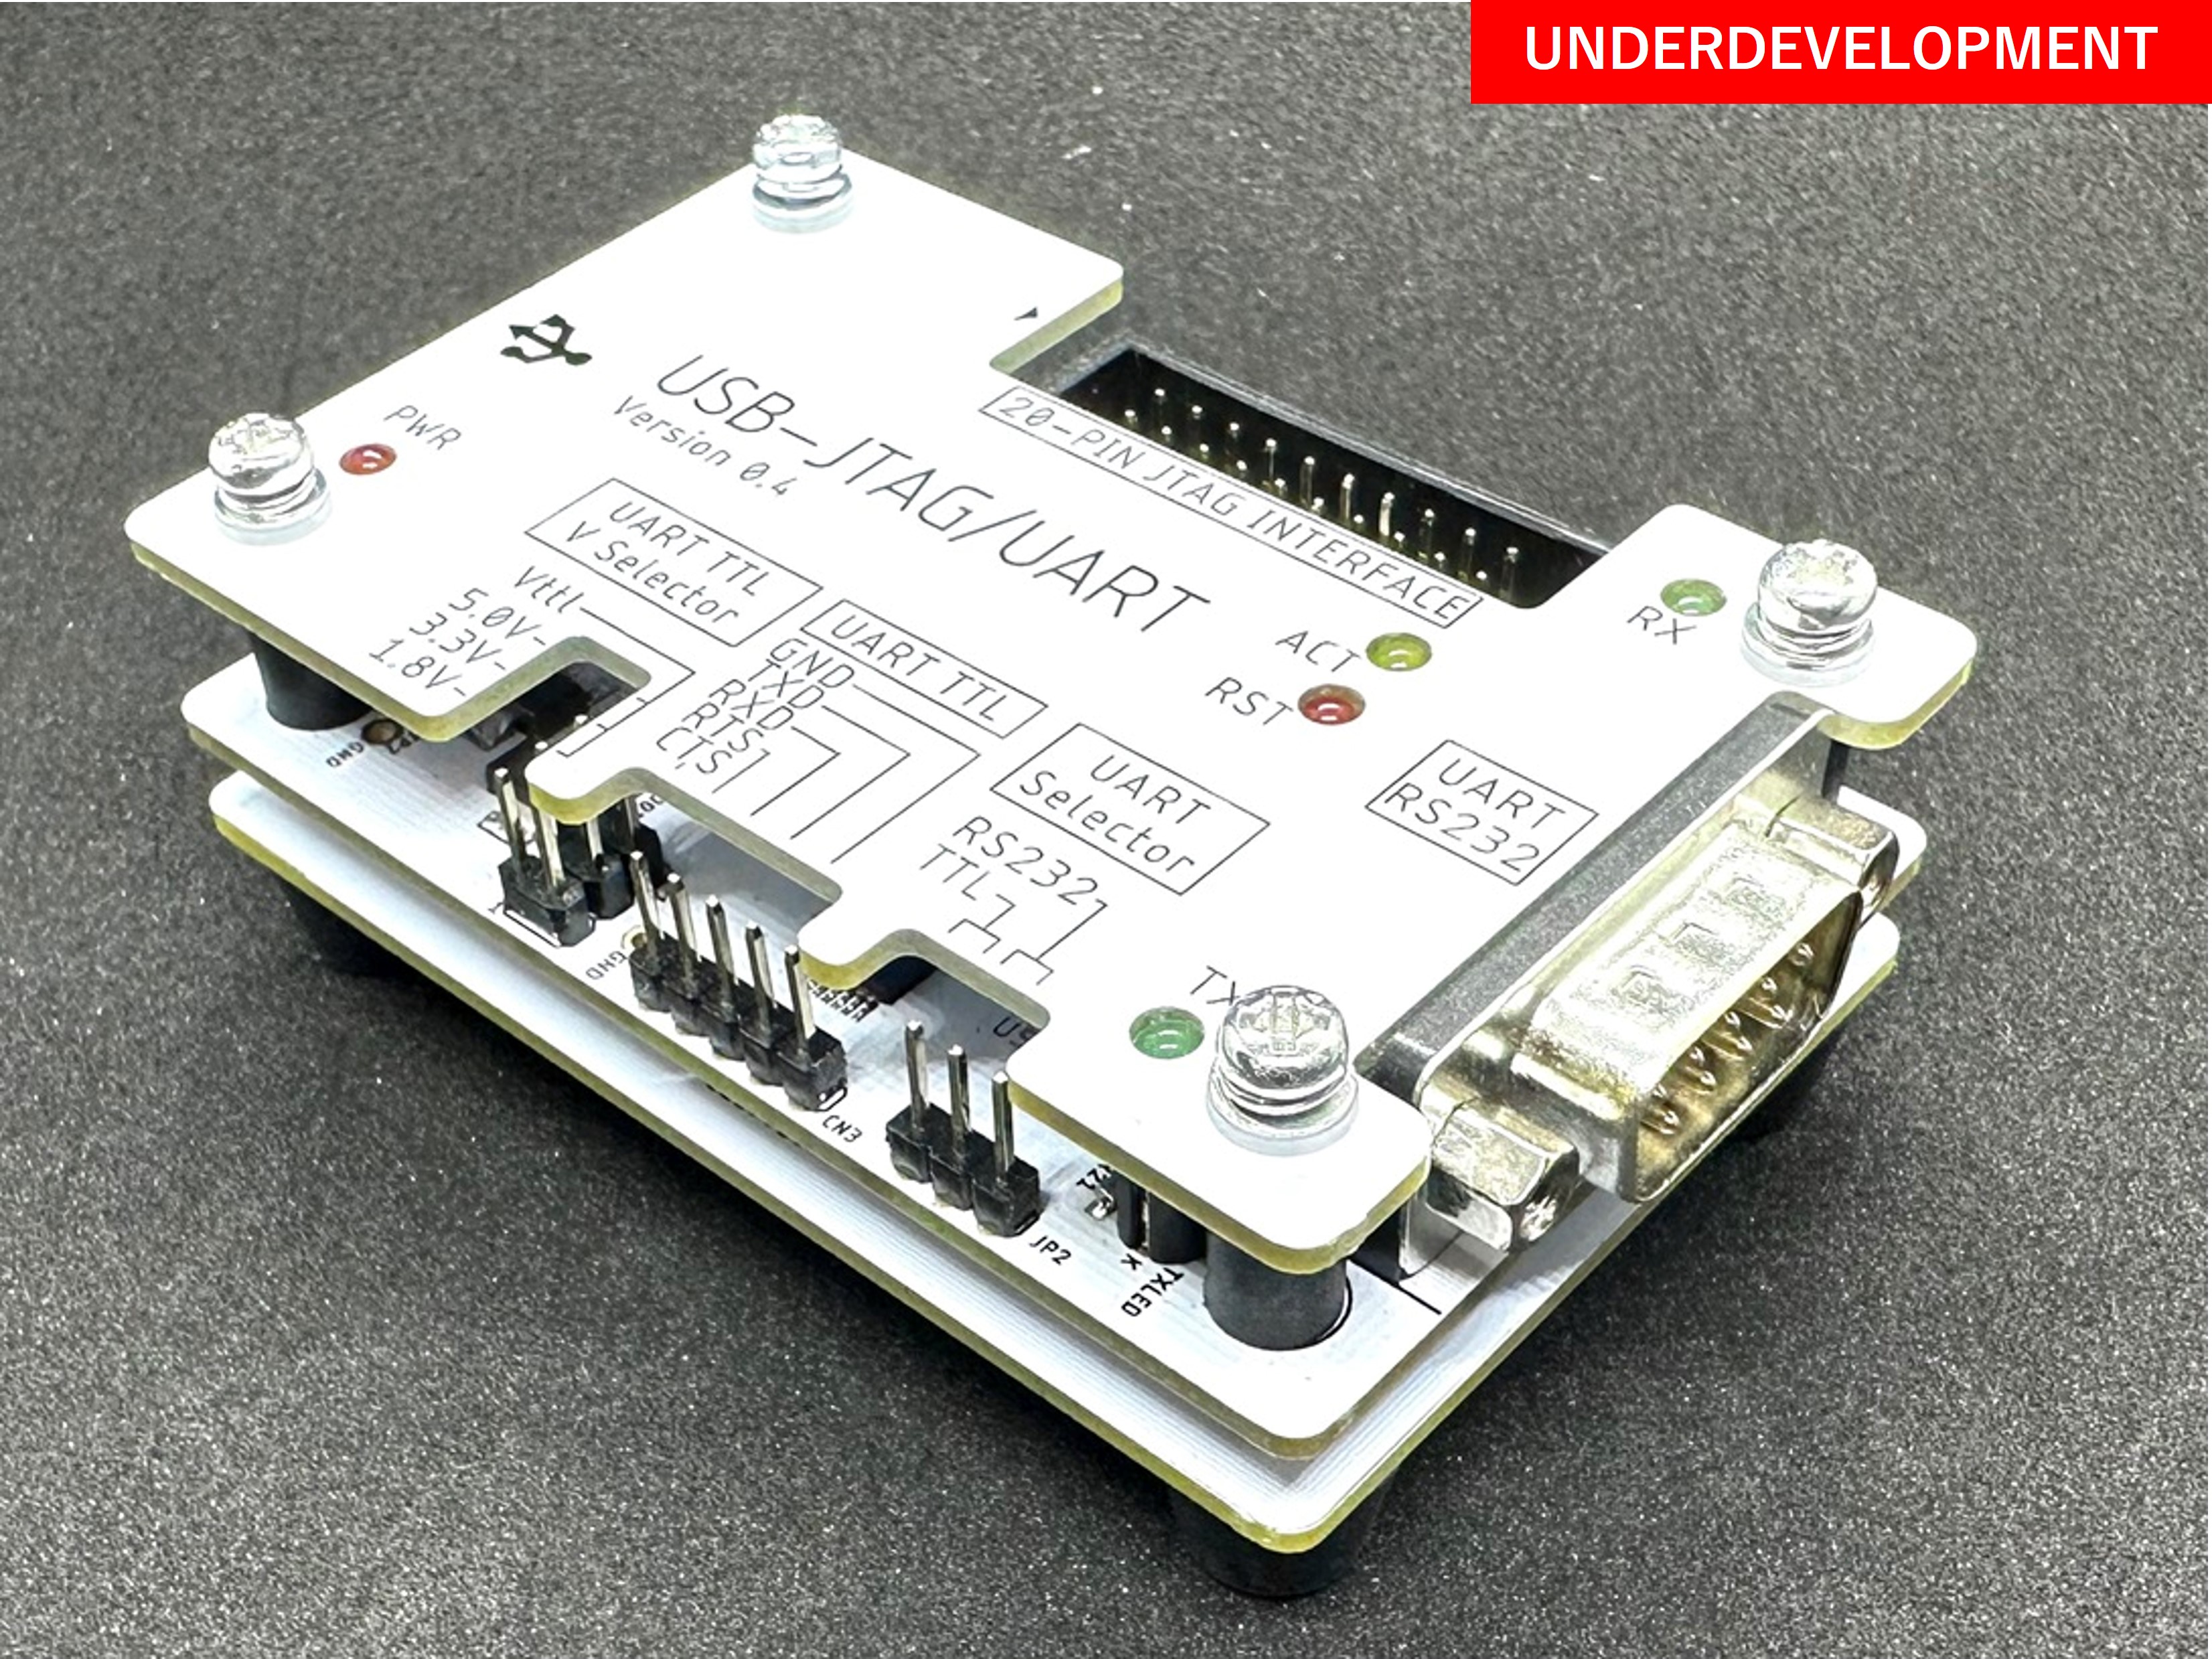 UNDERDEVELOPMENT
PWR
USB-JTAG/UART
Version 0.4
20-PIN JTAG INTERFACE
UART TTL
V Selector
Vttl
5.0V
3.3V
1.8V
UART TTL
GND
TXD
RXD
RTS
CTS
ACT
RST
RX
UART
Selector
RS232
TTL
UART
RS232
TX
GND
GND
CN3
JP2
K
TXLED